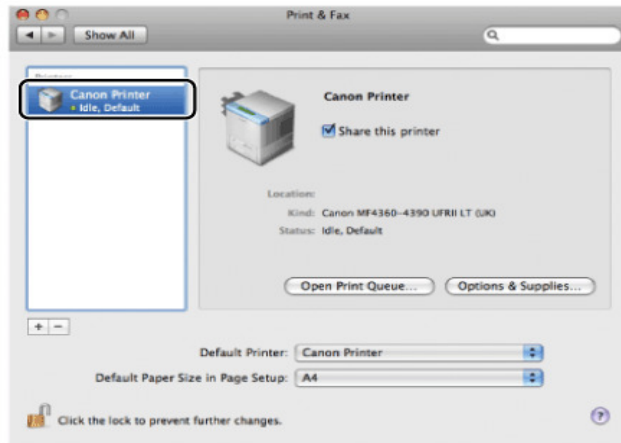 Print & Fax
Show All
Printers
Canon Printer
Idle, Default
Canon Printer
Share this printer
Location:
Kind: Canon MF4360-4390 UFRII LT (UK)
Status: Idle, Default
Open Print Queue...
Options & Supplies...
+ −
Default Printer: Canon Printer
Default Paper Size in Page Setup: A4
Click the lock to prevent further changes.
?